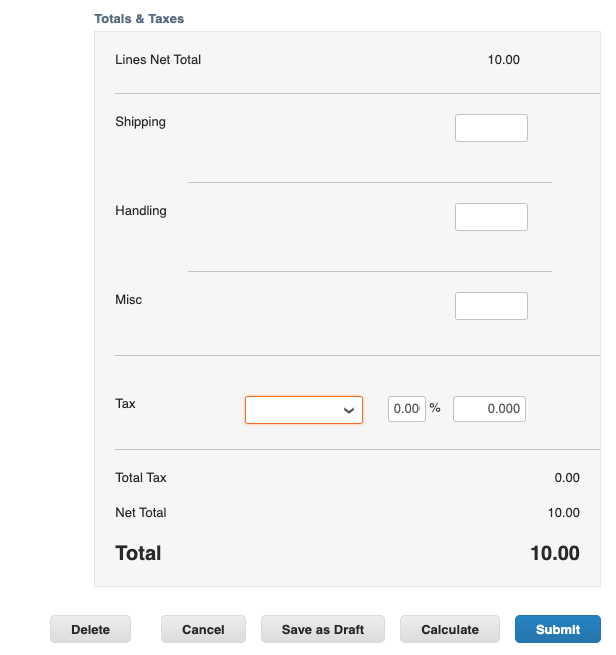 Totals & Taxes
Lines Net Total 10.00
Shipping
Handling
Misc
Tax 0.00 % 0.000
Total Tax 0.00
Net Total 10.00
Total 10.00
Delete Cancel Save as Draft Calculate Submit